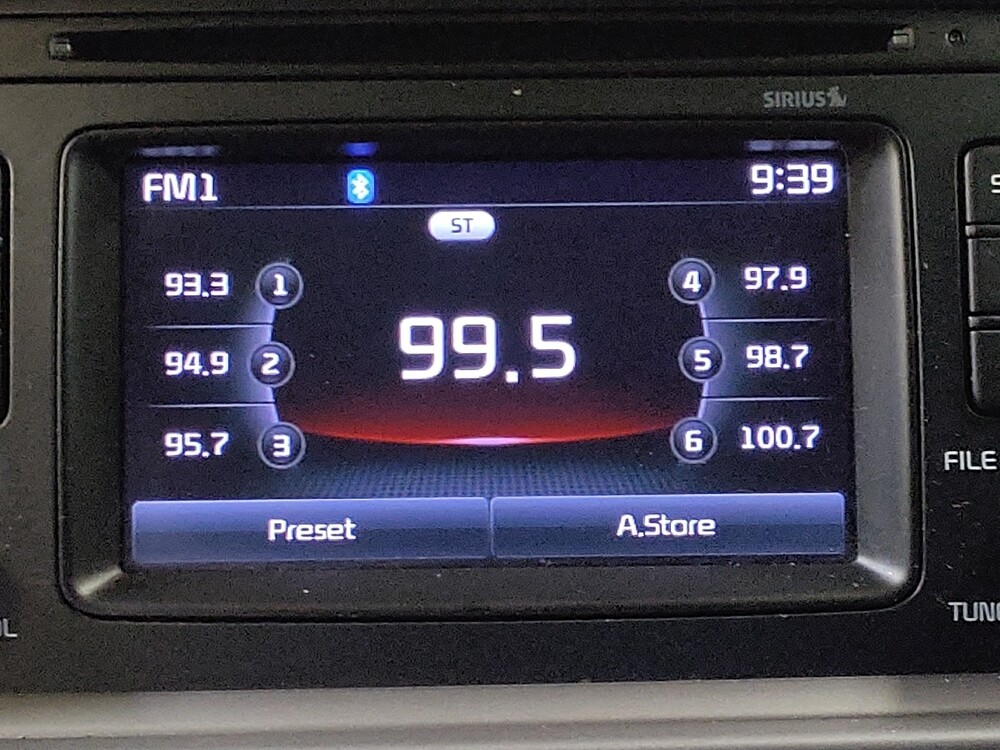 SIRIUS
FM1 9:39
ST
93.3 1 4 97.9
99.5
94.9 2 5 98.7
95.7 3 6 100.7
Preset A.Store
FILE